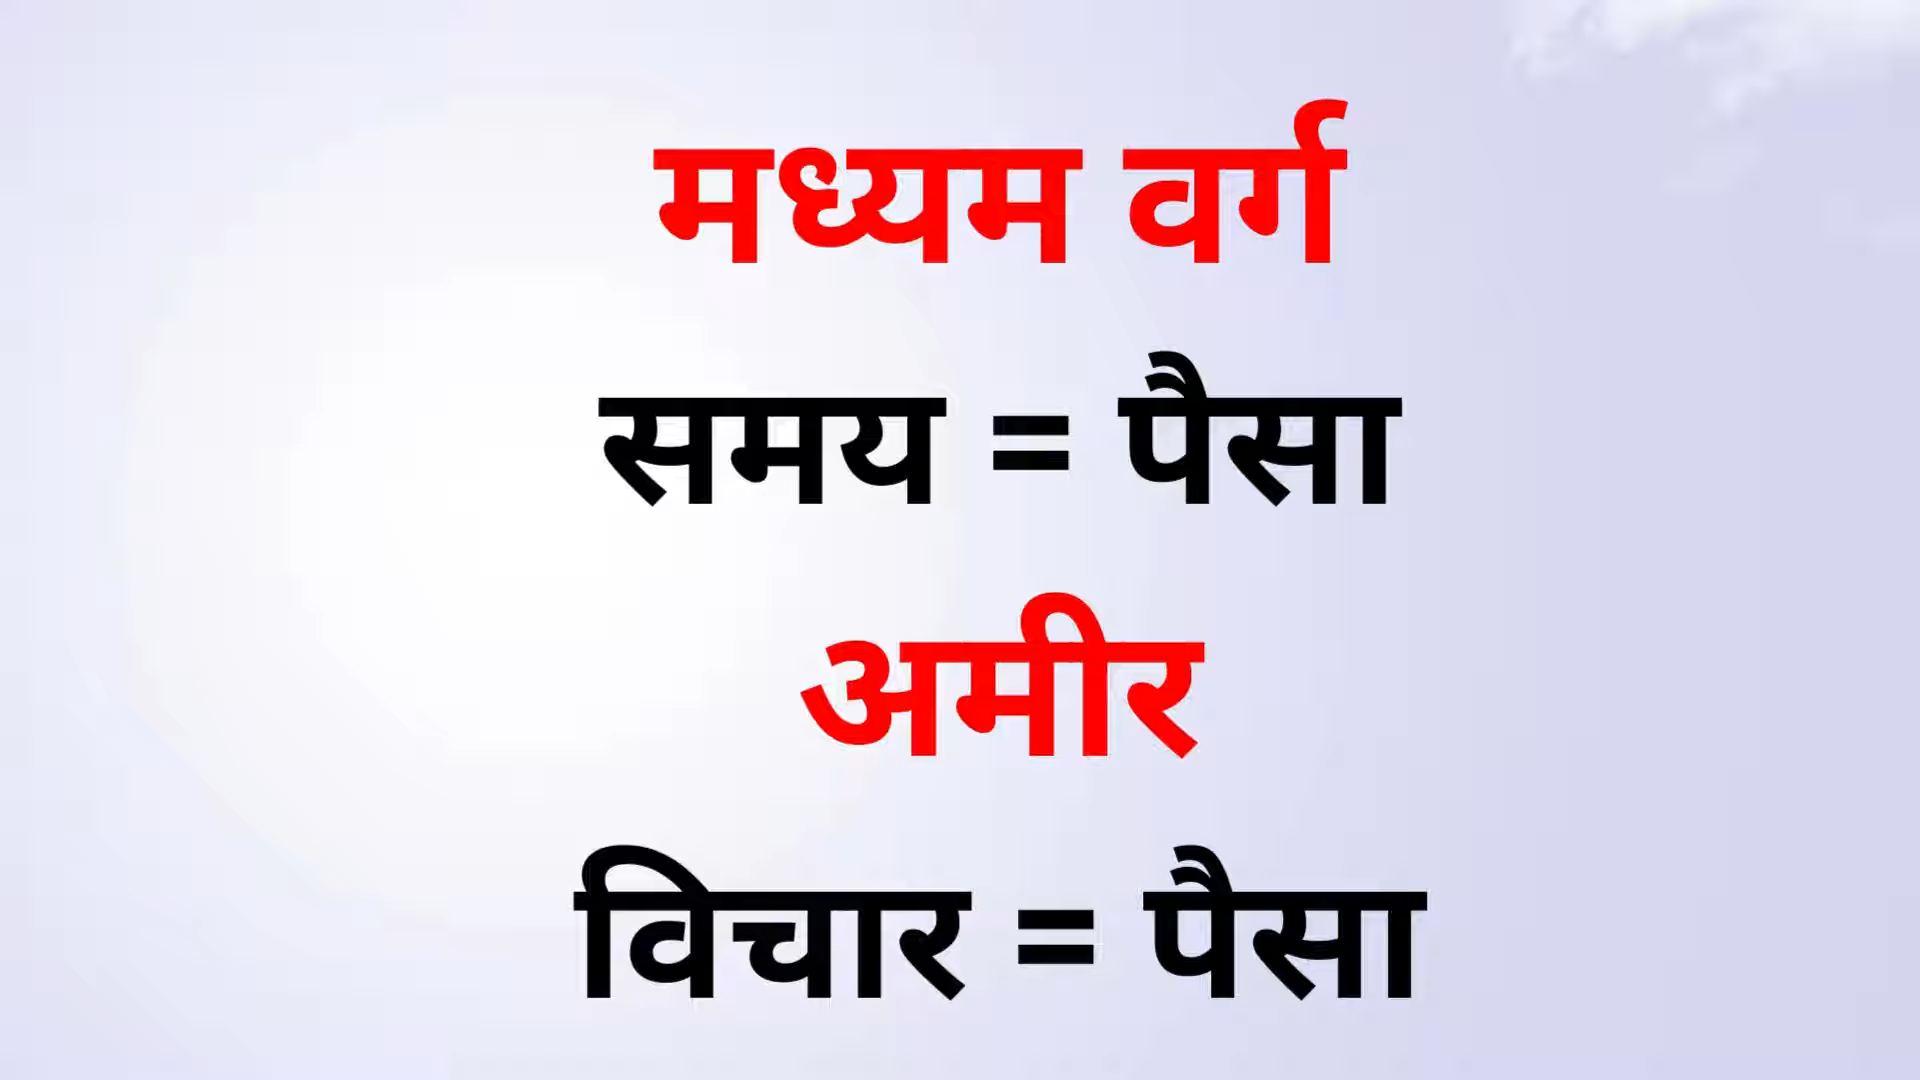 मध्यम वर्ग
समय = पैसा
अमीर
विचार = पैसा